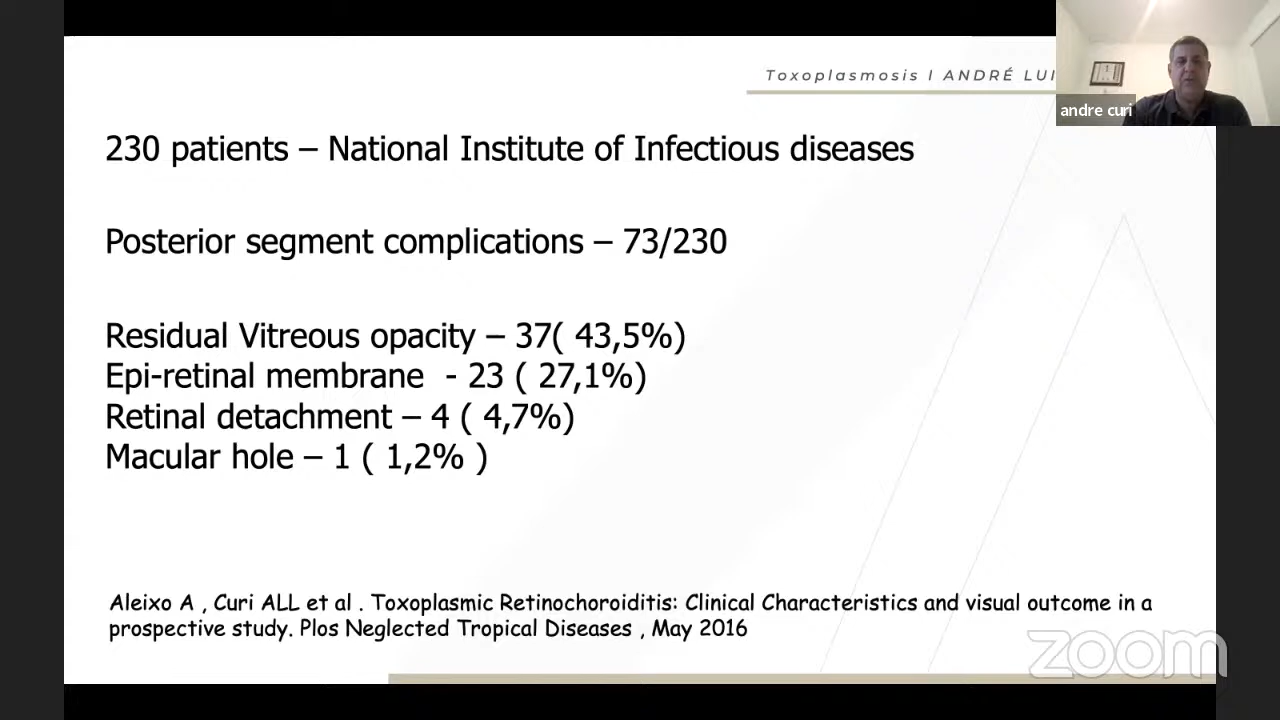 Toxoplasmosis I ANDRÉ LUI
andre curi
230 patients – National Institute of Infectious diseases
Posterior segment complications – 73/230
Residual Vitreous opacity – 37( 43,5%)
Epi-retinal membrane - 23 ( 27,1%)
Retinal detachment – 4 ( 4,7%)
Macular hole – 1 ( 1,2% )
Aleixo A , Curi ALL et al . Toxoplasmic Retinochoroiditis: Clinical Characteristics and visual outcome in a
prospective study. Plos Neglected Tropical Diseases , May 2016
zoom